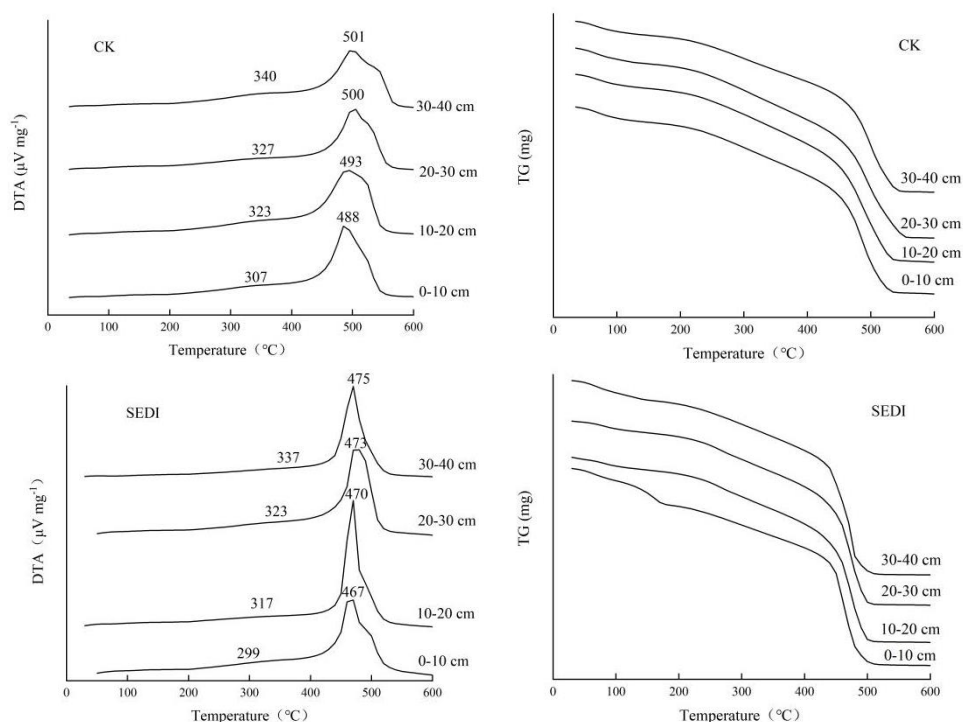 CK
501
340
30-40 cm
500
327
20-30 cm
493
323
10-20 cm
488
307
0-10 cm
DTA (μV mg⁻¹)
0 100 200 300 400 500 600
Temperature（℃）
CK
30-40 cm
20-30 cm
10-20 cm
0-10 cm
TG (mg)
0 100 200 300 400 500 600
Temperature（℃）
SEDI
475
337
30-40 cm
473
323
20-30 cm
470
317
10-20 cm
467
299
0-10 cm
DTA（μV mg⁻¹）
0 100 200 300 400 500 600
Temperature（℃）
SEDI
30-40 cm
20-30 cm
10-20 cm
0-10 cm
TG (mg)
0 100 200 300 400 500 600
Temperature（℃）